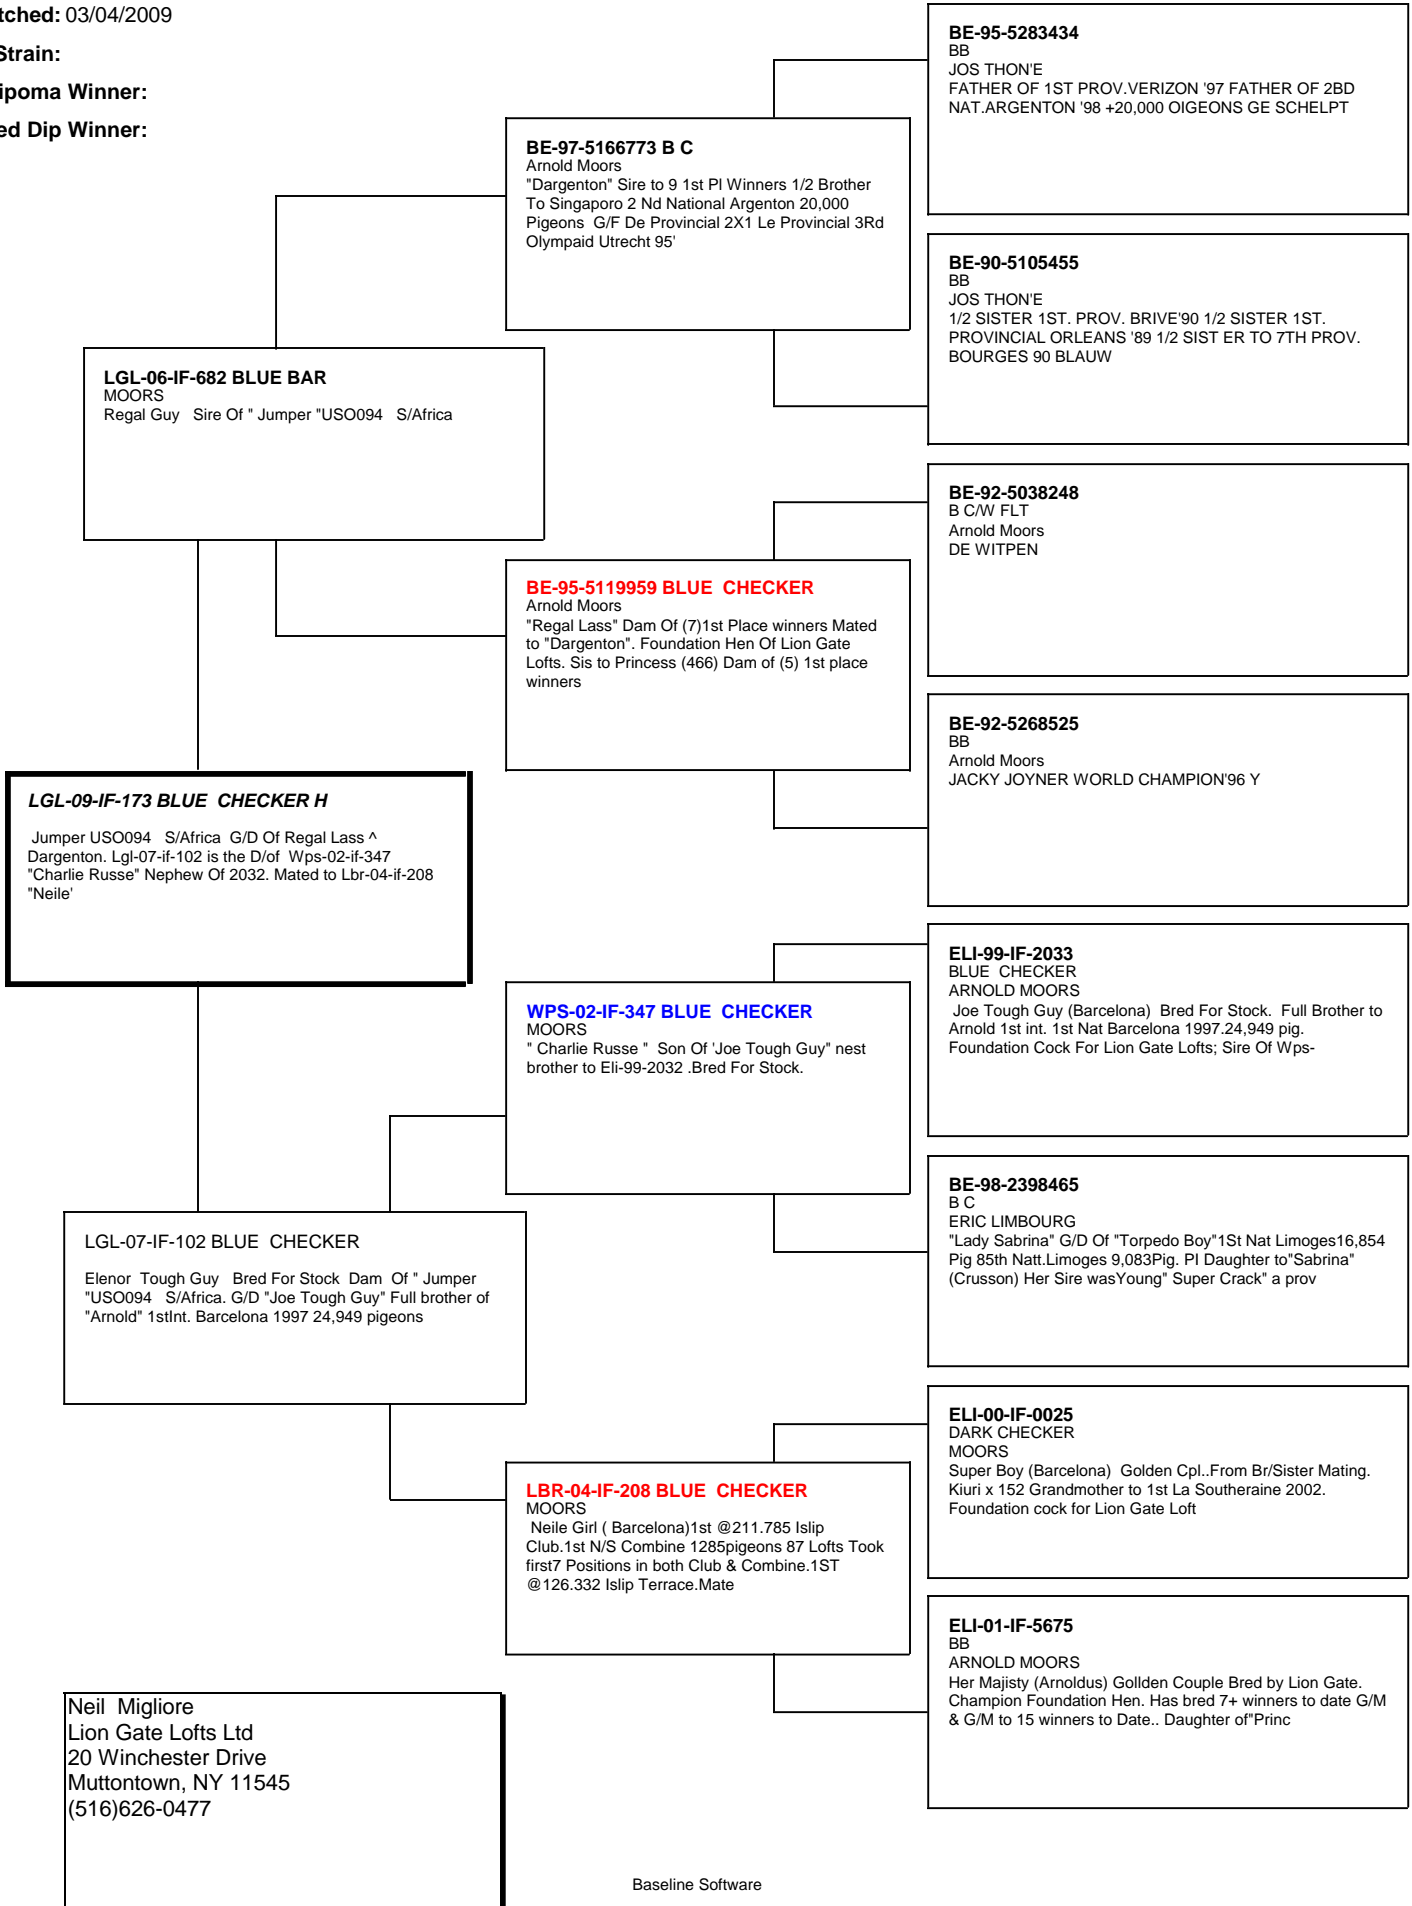 tched: 03/04/2009
Strain:
ipoma Winner:
ed Dip Winner:
BE-95-5283434
BB
JOS THON'E
FATHER OF 1ST PROV.VERIZON '97 FATHER OF 2BD
NAT.ARGENTON '98 +20,000 OIGEONS GE SCHELPT
BE-97-5166773 B C
Arnold Moors
"Dargenton" Sire to 9 1st Pl Winners 1/2 Brother
To Singaporo 2 Nd National Argenton 20,000
Pigeons  G/F De Provincial 2X1 Le Provincial 3Rd
Olympaid Utrecht 95'
BE-90-5105455
BB
JOS THON'E
1/2 SISTER 1ST. PROV. BRIVE'90 1/2 SISTER 1ST.
PROVINCIAL ORLEANS '89 1/2 SIST ER TO 7TH PROV.
BOURGES 90 BLAUW
LGL-06-IF-682 BLUE BAR
MOORS
Regal Guy   Sire Of " Jumper "USO094   S/Africa
BE-92-5038248
B C/W FLT
Arnold Moors
DE WITPEN
BE-95-5119959 BLUE  CHECKER
Arnold Moors
"Regal Lass" Dam Of (7)1st Place winners Mated
to "Dargenton". Foundation Hen Of Lion Gate
Lofts. Sis to Princess (466) Dam of (5) 1st place
winners
BE-92-5268525
BB
Arnold Moors
JACKY JOYNER WORLD CHAMPION'96 Y
LGL-09-IF-173 BLUE  CHECKER H
Jumper USO094   S/Africa  G/D Of Regal Lass ^
Dargenton. Lgl-07-if-102 is the D/of  Wps-02-if-347
"Charlie Russe" Nephew Of 2032. Mated to Lbr-04-if-208
"Neile'
ELI-99-IF-2033
BLUE  CHECKER
ARNOLD MOORS
Joe Tough Guy (Barcelona)  Bred For Stock.  Full Brother to
Arnold 1st int. 1st Nat Barcelona 1997.24,949 pig.
Foundation Cock For Lion Gate Lofts; Sire Of Wps-
WPS-02-IF-347 BLUE  CHECKER
MOORS
" Charlie Russe "  Son Of 'Joe Tough Guy" nest
brother to Eli-99-2032 .Bred For Stock.
BE-98-2398465
B C
ERIC LIMBOURG
"Lady Sabrina" G/D Of "Torpedo Boy"1St Nat Limoges16,854
Pig 85th Natt.Limoges 9,083Pig. PI Daughter to"Sabrina"
(Crusson) Her Sire wasYoung" Super Crack" a prov
LGL-07-IF-102 BLUE  CHECKER
Elenor  Tough Guy   Bred For Stock  Dam  Of " Jumper
"USO094   S/Africa. G/D "Joe Tough Guy" Full brother of
"Arnold" 1stInt. Barcelona 1997 24,949 pigeons
ELI-00-IF-0025
DARK CHECKER
MOORS
Super Boy (Barcelona)  Golden Cpl..From Br/Sister Mating.
Kiuri x 152 Grandmother to 1st La Southeraine 2002.
Foundation cock for Lion Gate Loft
LBR-04-IF-208 BLUE  CHECKER
MOORS
Neile Girl ( Barcelona)1st @211.785 Islip
Club.1st N/S Combine 1285pigeons 87 Lofts Took
first7 Positions in both Club & Combine.1ST
@126.332 Islip Terrace.Mate
ELI-01-IF-5675
BB
ARNOLD MOORS
Her Majisty (Arnoldus) Gollden Couple Bred by Lion Gate.
Champion Foundation Hen. Has bred 7+ winners to date G/M
& G/M to 15 winners to Date.. Daughter of"Princ
Neil  Migliore
Lion Gate Lofts Ltd
20 Winchester Drive
Muttontown, NY 11545
(516)626-0477
Baseline Software